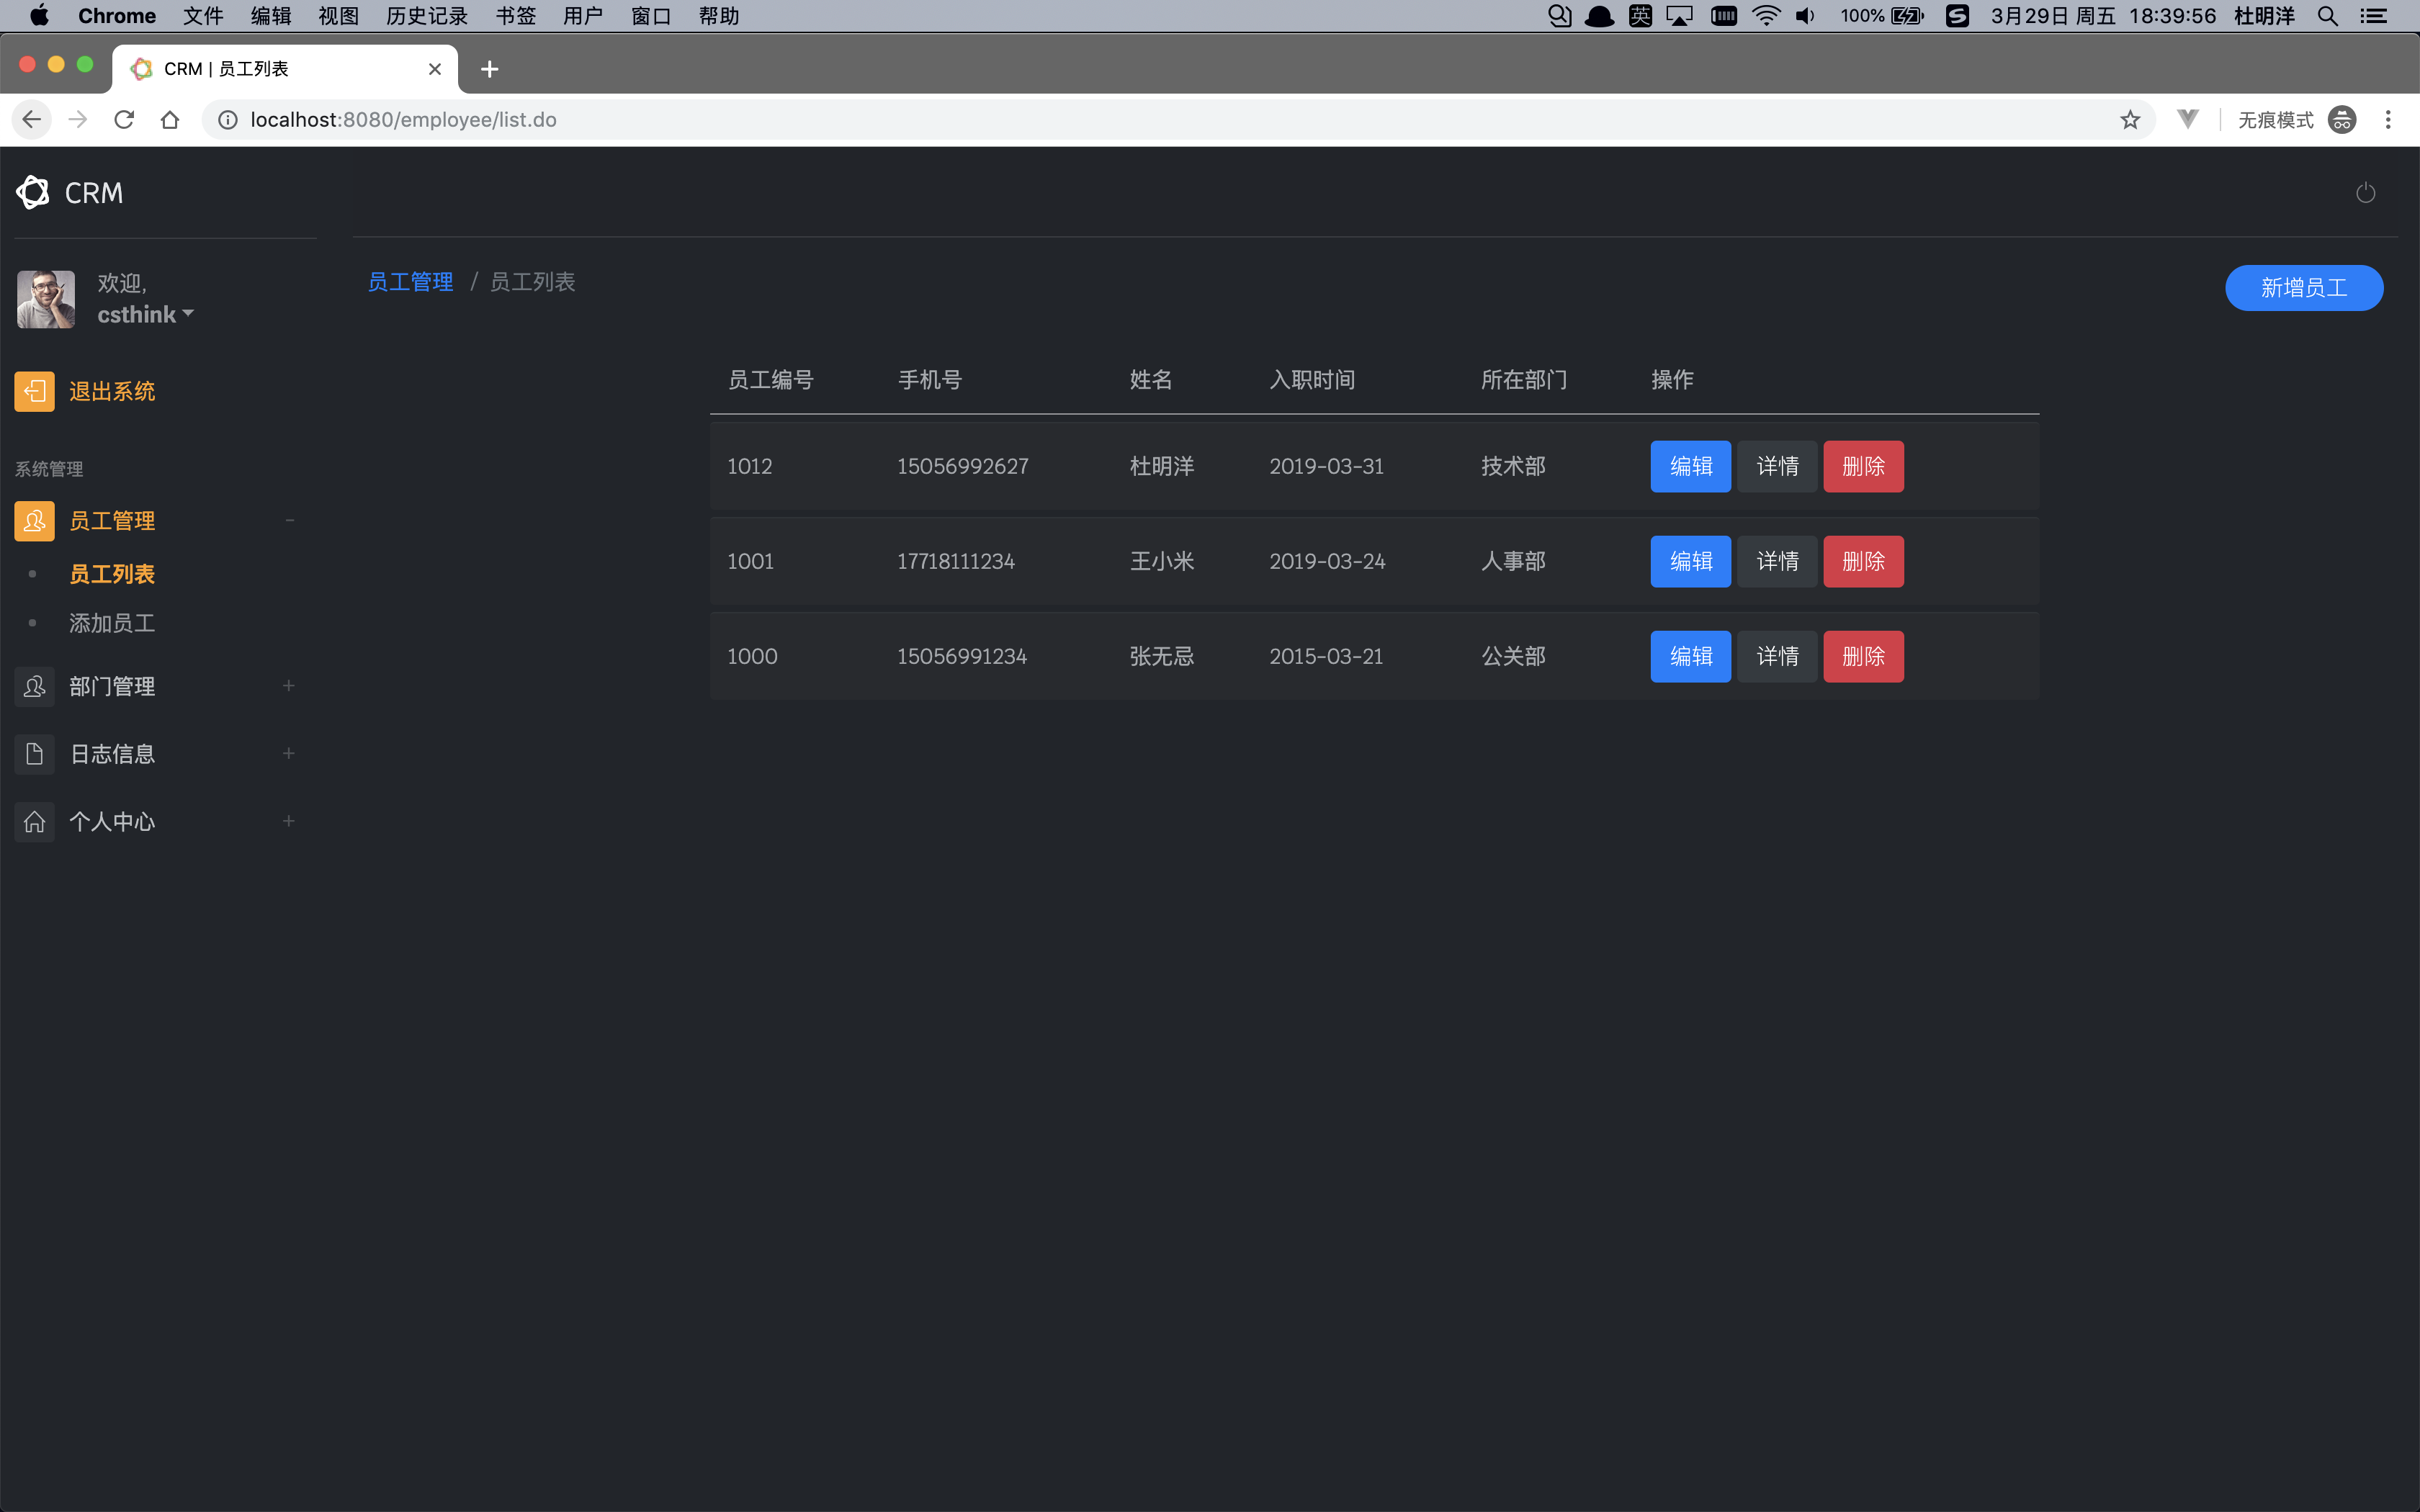 Chrome 文件 编辑 视图 历史记录 书签 用户 窗口 帮助 英 100% 3月29日 周五 18:39:56 杜明洋
CRM | 员工列表
localhost:8080/employee/list.do 无痕模式
CRM
欢迎,
csthink
退出系统
系统管理
员工管理 -
员工列表
添加员工
部门管理 +
日志信息 +
个人中心 +
员工管理 / 员工列表
新增员工
员工编号 手机号 姓名 入职时间 所在部门 操作
1012 15056992627 杜明洋 2019-03-31 技术部 编辑 详情 删除
1001 17718111234 王小米 2019-03-24 人事部 编辑 详情 删除
1000 15056991234 张无忌 2015-03-21 公关部 编辑 详情 删除